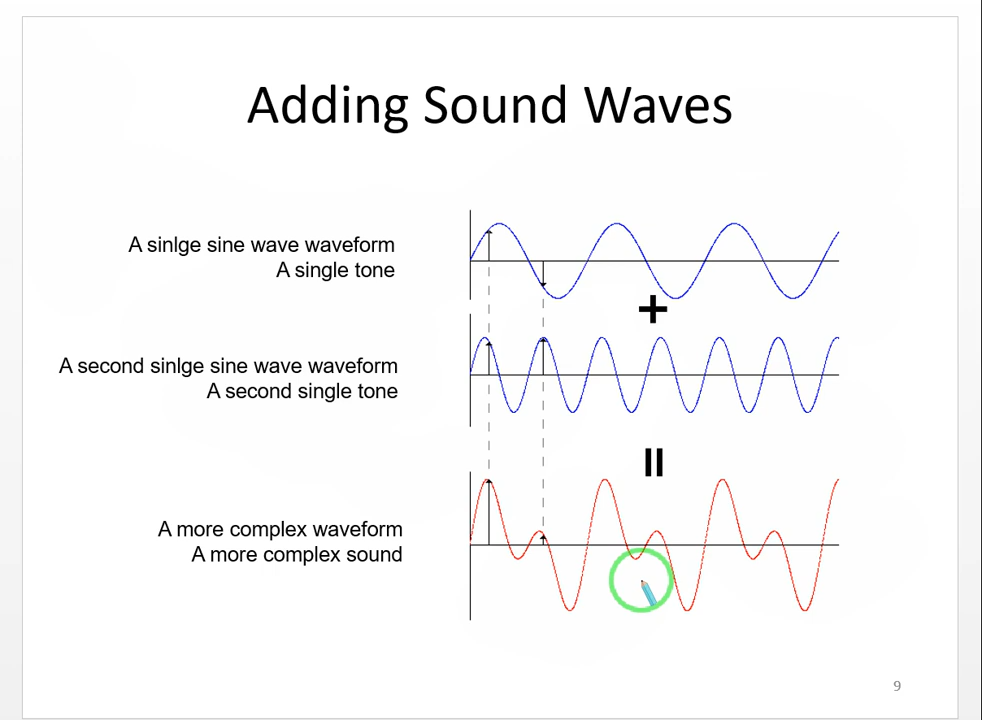 Adding Sound Waves
A sinlge sine wave waveform
A single tone
+
A second sinlge sine wave waveform
A second single tone
=
A more complex waveform
A more complex sound
9